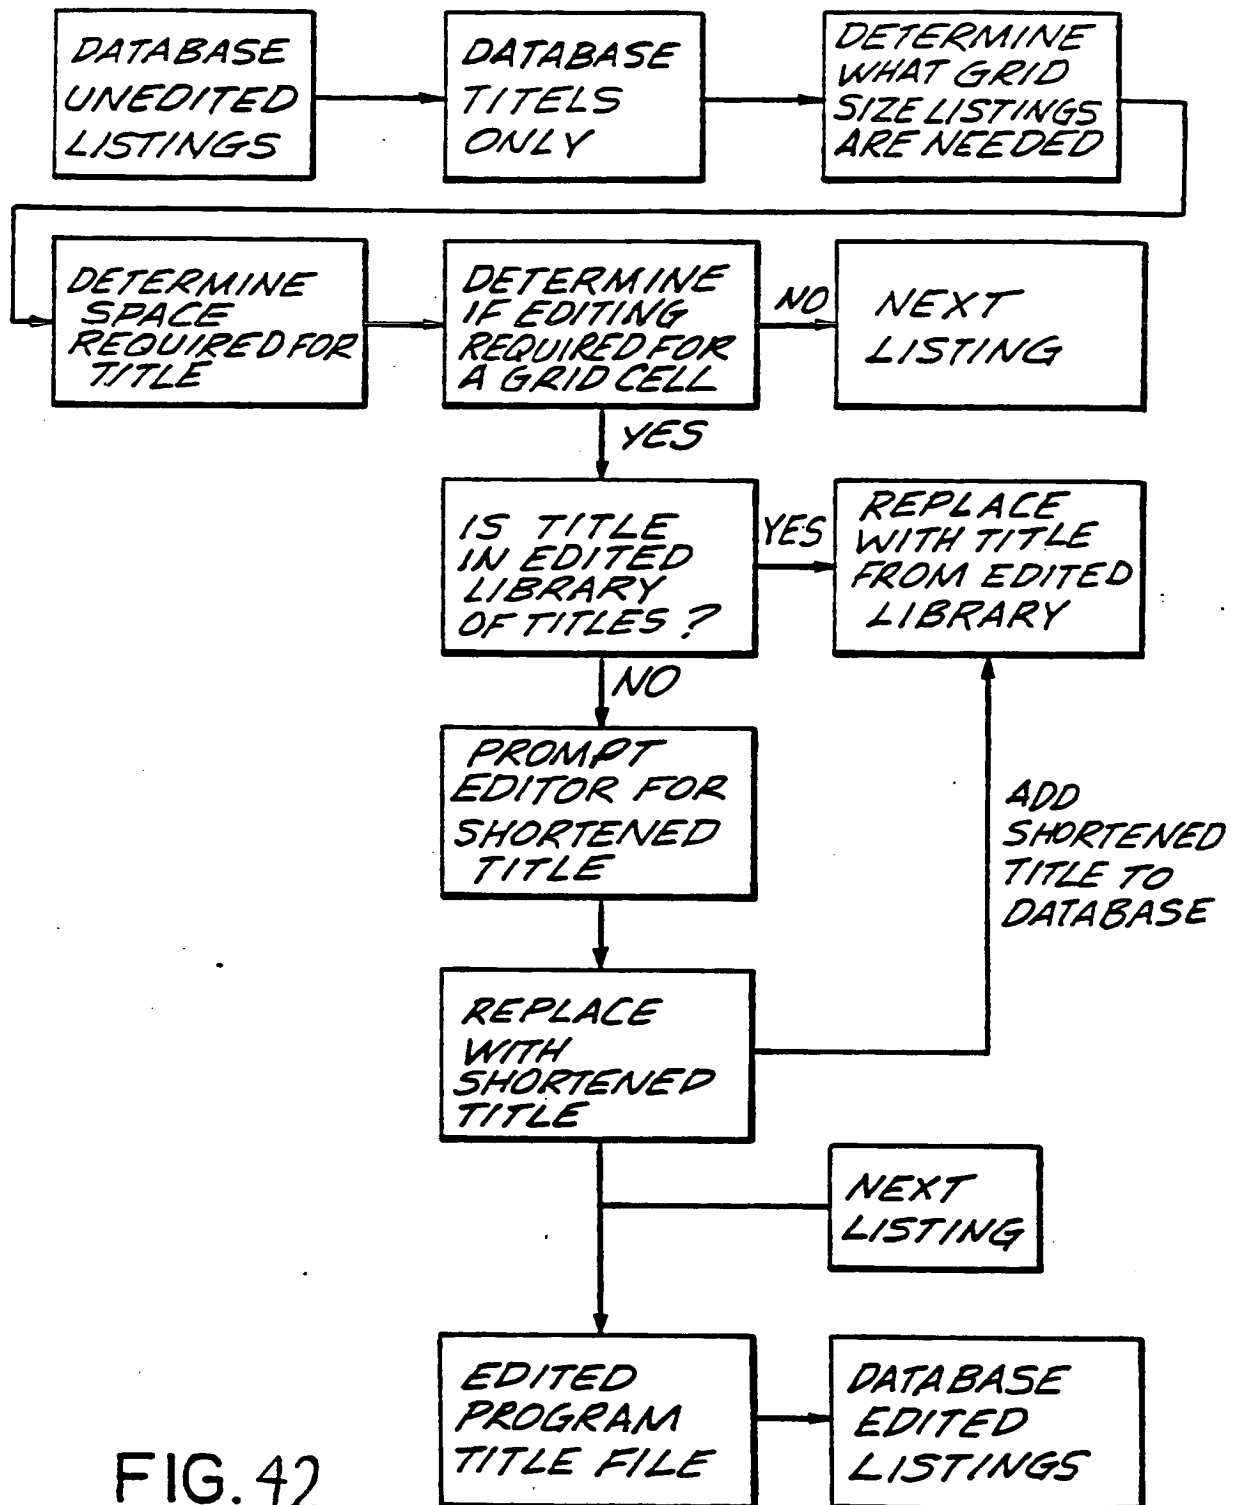 DATABASE
UNEDITED
LISTINGS
DATABASE
TITELS
ONLY
DETERMINE
WHAT GRID
SIZE LISTINGS
ARE NEEDED
DETERMINE
SPACE
REQUIRED FOR
TITLE
DETERMINE
IF EDITING
REQUIRED FOR
A GRID CELL
NO
NEXT
LISTING
YES
IS TITLE
IN EDITED
LIBRARY
OF TITLES?
YES
REPLACE
WITH TITLE
FROM EDITED
LIBRARY
NO
PROMPT
EDITOR FOR
SHORTENED
TITLE
ADD
SHORTENED
TITLE TO
DATABASE
REPLACE
WITH
SHORTENED
TITLE
NEXT
LISTING
EDITED
PROGRAM
TITLE FILE
DATABASE
EDITED
LISTINGS
FIG. 42